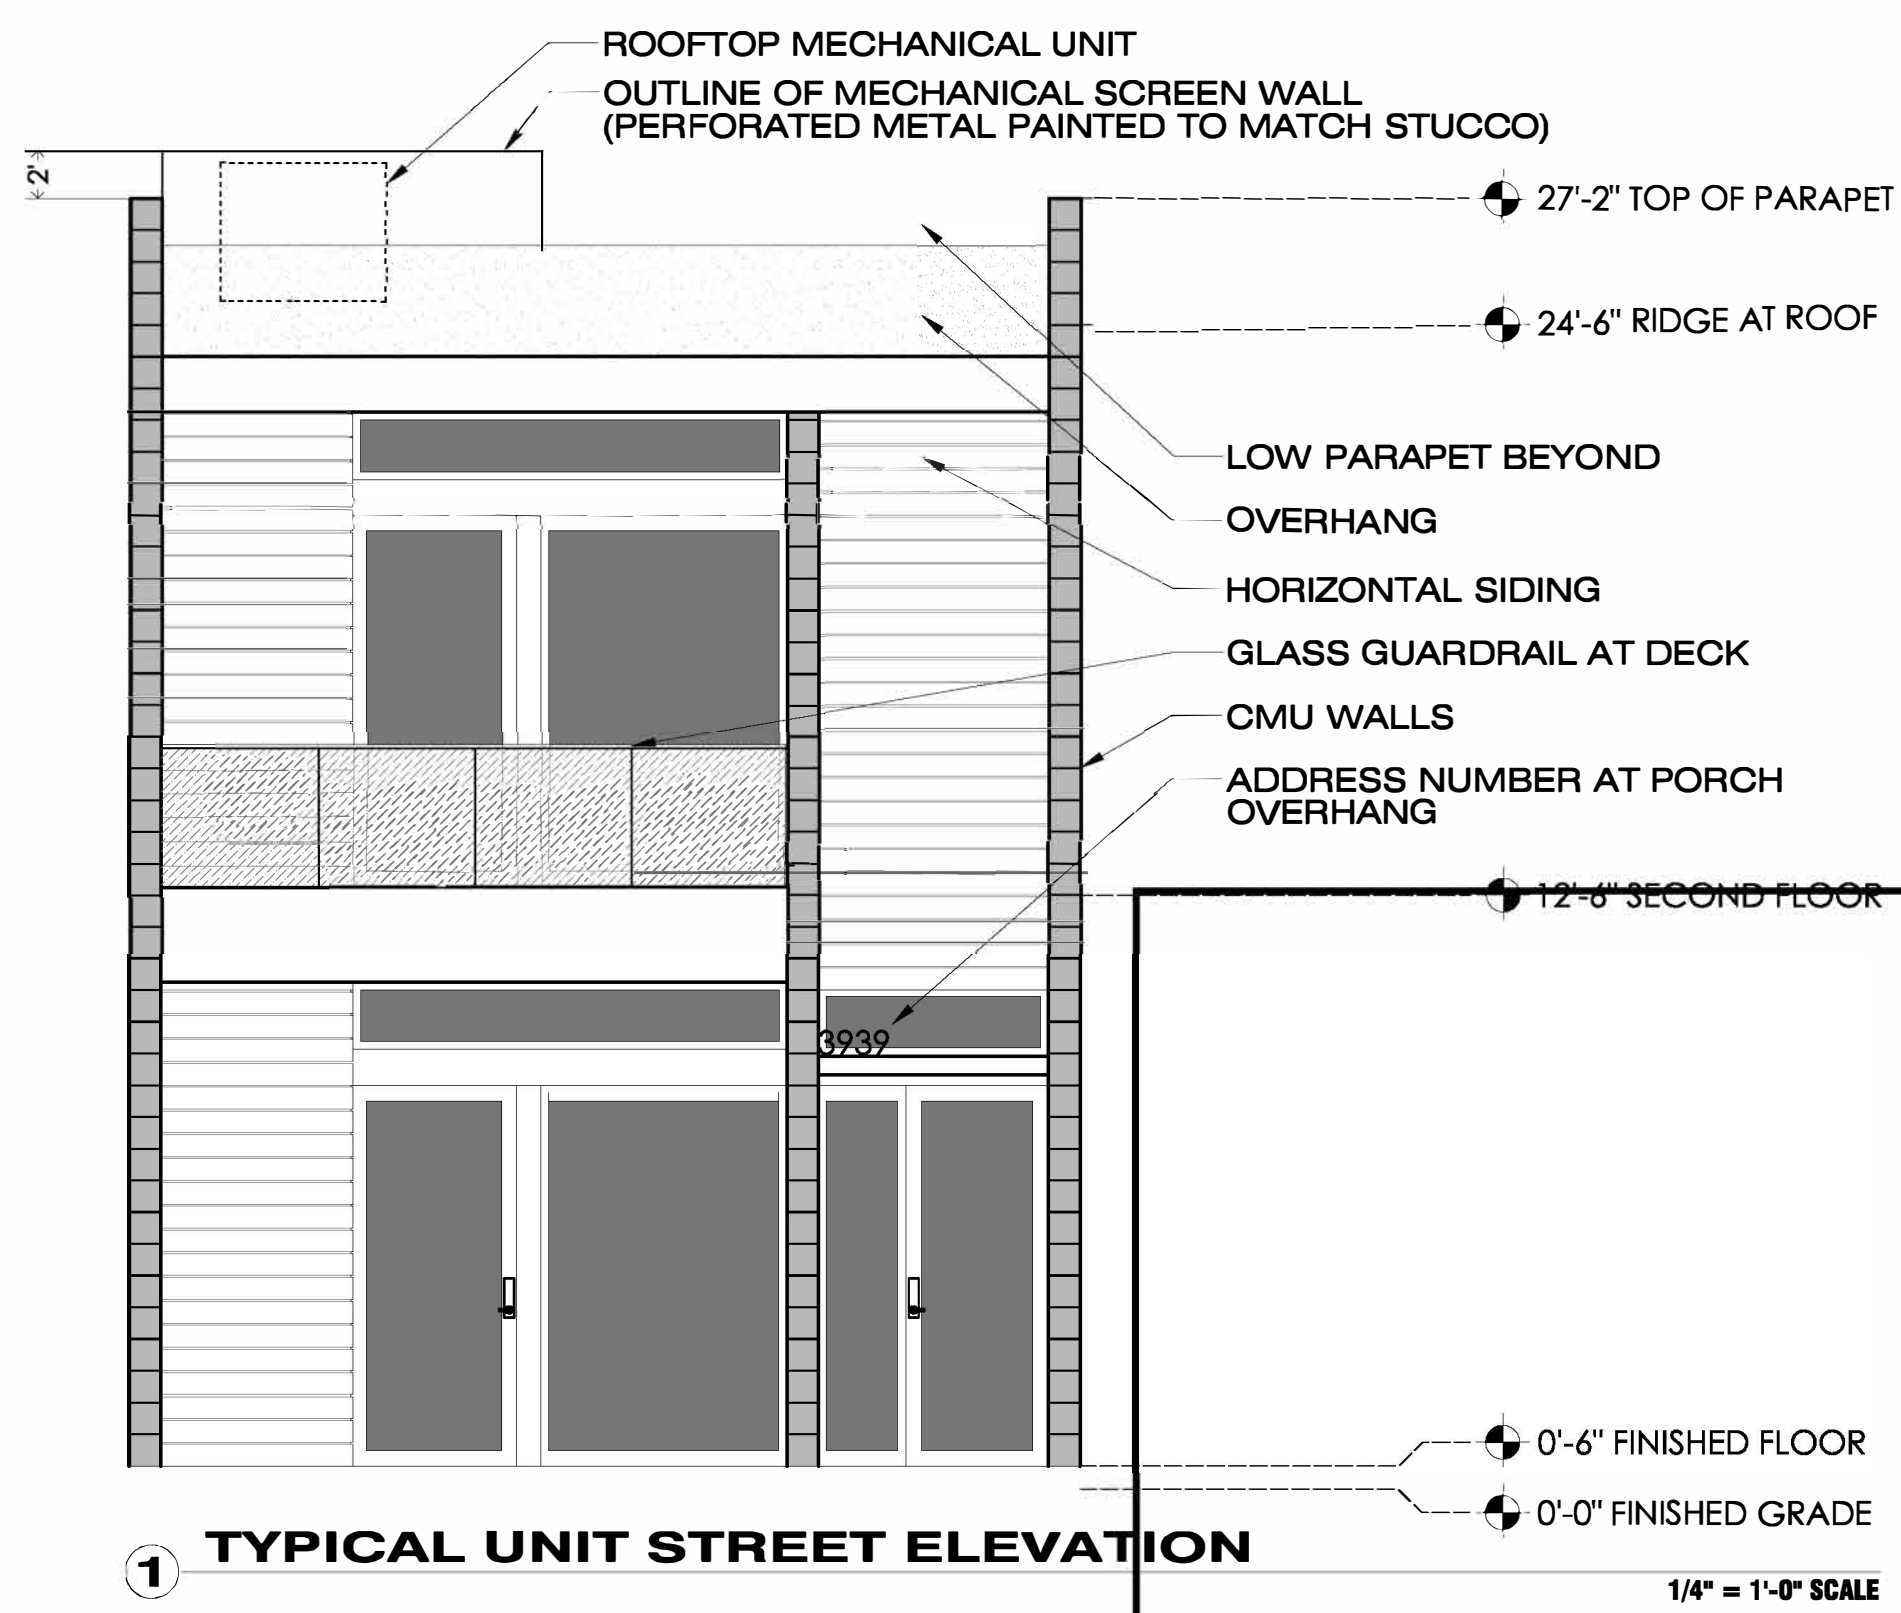 ROOFTOP MECHANICAL UNIT
OUTLINE OF MECHANICAL SCREEN WALL
(PERFORATED METAL PAINTED TO MATCH STUCCO)
2'
27'-2" TOP OF PARAPET
24'-6" RIDGE AT ROOF
LOW PARAPET BEYOND
OVERHANG
HORIZONTAL SIDING
GLASS GUARDRAIL AT DECK
CMU WALLS
ADDRESS NUMBER AT PORCH
OVERHANG
12'-6" SECOND FLOOR
3939
0'-6" FINISHED FLOOR
0'-0" FINISHED GRADE
1 TYPICAL UNIT STREET ELEVATION
1/4" = 1'-0" SCALE